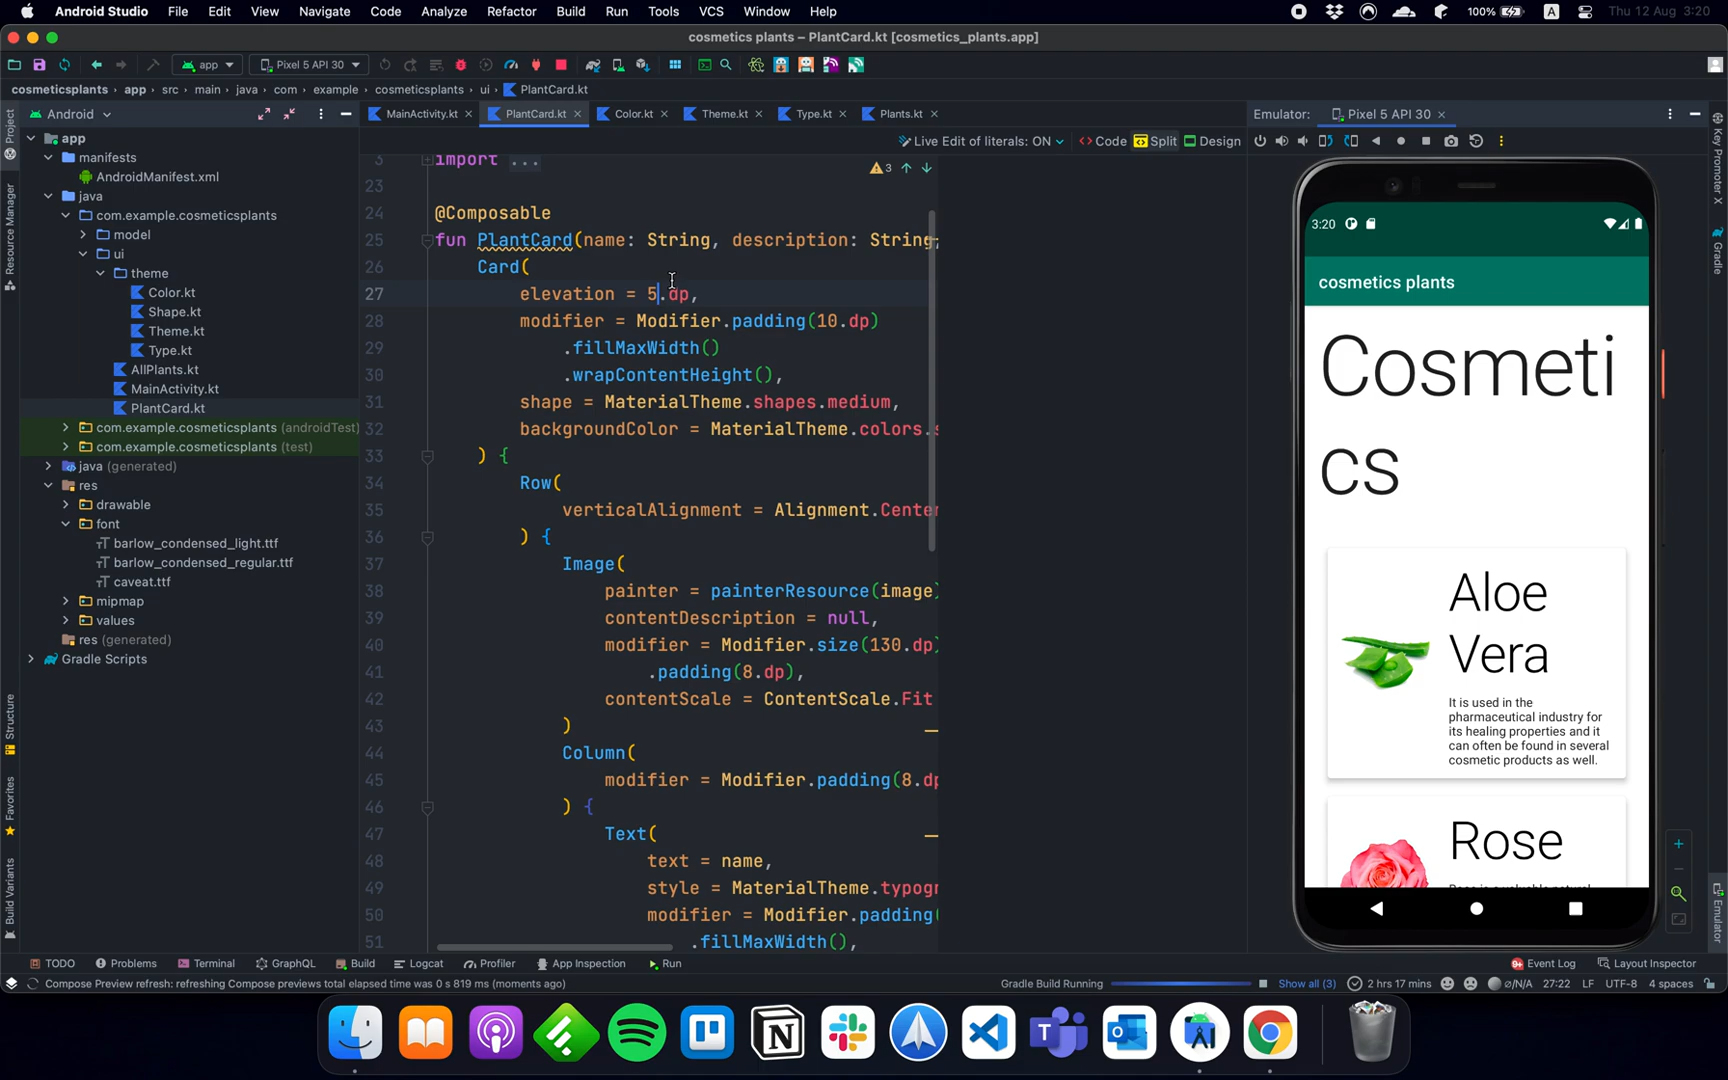 Android Studio File Edit View Navigate Code Analyze Refactor Build Run Tools VCS Window Help 100% A Thu 12 Aug 3:20
cosmetics plants – PlantCard.kt [cosmetics_plants.app]
app Pixel 5 API 30
cosmeticsplants app src main java com example cosmeticsplants ui PlantCard.kt
Android
app
manifests
AndroidManifest.xml
java
com.example.cosmeticsplants
model
ui
theme
Color.kt
Shape.kt
Theme.kt
Type.kt
AllPlants.kt
MainActivity.kt
PlantCard.kt
com.example.cosmeticsplants (androidTest)
com.example.cosmeticsplants (test)
java (generated)
res
drawable
font
barlow_condensed_light.ttf
barlow_condensed_regular.ttf
caveat.ttf
mipmap
values
res (generated)
Gradle Scripts
Project
Resource Manager
Structure
Favorites
Build Variants
MainActivity.kt PlantCard.kt Color.kt Theme.kt Type.kt Plants.kt
Live Edit of literals: ON Code Split Design
3 import ... 3
23
24 @Composable
25 fun PlantCard(name: String, description: String,
26 Card(
27 elevation = 5.dp,
28 modifier = Modifier.padding(10.dp)
29 .fillMaxWidth()
30 .wrapContentHeight(),
31 shape = MaterialTheme.shapes.medium,
32 backgroundColor = MaterialTheme.colors.s
33 ) {
34 Row(
35 verticalAlignment = Alignment.Cente
36 ) {
37 Image(
38 painter = painterResource(image)
39 contentDescription = null,
40 modifier = Modifier.size(130.dp)
41 .padding(8.dp),
42 contentScale = ContentScale.Fit
43 )
44 Column(
45 modifier = Modifier.padding(8.dp
46 ) {
47 Text(
48 text = name,
49 style = MaterialTheme.typogr
50 modifier = Modifier.padding(
51 .fillMaxWidth(),
Emulator: Pixel 5 API 30
3:20
cosmetics plants
Cosmeti
cs
Aloe
Vera
It is used in the
pharmaceutical industry for
its healing properties and it
can often be found in several
cosmetic products as well.
Rose
Key Promoter X
Gradle
Emulator
TODO Problems Terminal GraphQL Build Logcat Profiler App Inspection Run Event Log Layout Inspector
Compose Preview refresh: refreshing Compose previews total elapsed time was 0 s 819 ms (moments ago) Gradle Build Running Show all (3) 2 hrs 17 mins ⌀/N/A 27:22 LF UTF-8 4 spaces